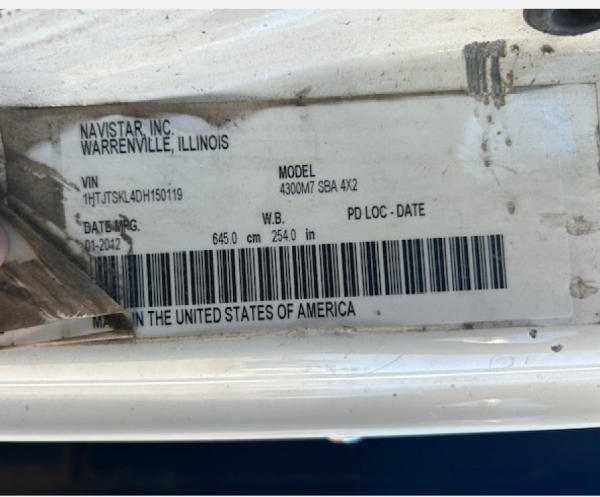 NAVISTAR, INC.
WARRENVILLE, ILLINOIS
VIN
1HTJTSKL4DH150119
MODEL
4300M7 SBA 4X2
DATE MFG.
01-2042
W.B.
645.0 cm 254.0 in
PD LOC - DATE
IN THE UNITED STATES OF AMERICA